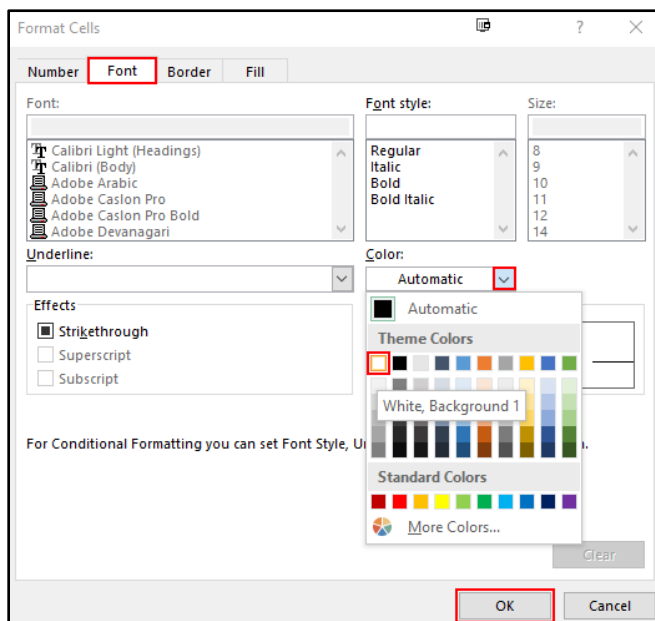 Format Cells
?
Number Font Border Fill
Font: Font style: Size:
Calibri Light (Headings)
Calibri (Body)
Adobe Arabic
Adobe Caslon Pro
Adobe Caslon Pro Bold
Adobe Devanagari
Regular
Italic
Bold
Bold Italic
8
9
10
11
12
14
Underline: Color:
Automatic
Effects
Strikethrough
Superscript
Subscript
Automatic
Theme Colors
White, Background 1
For Conditional Formatting you can set Font Style, U
Standard Colors
More Colors...
Clear
OK Cancel